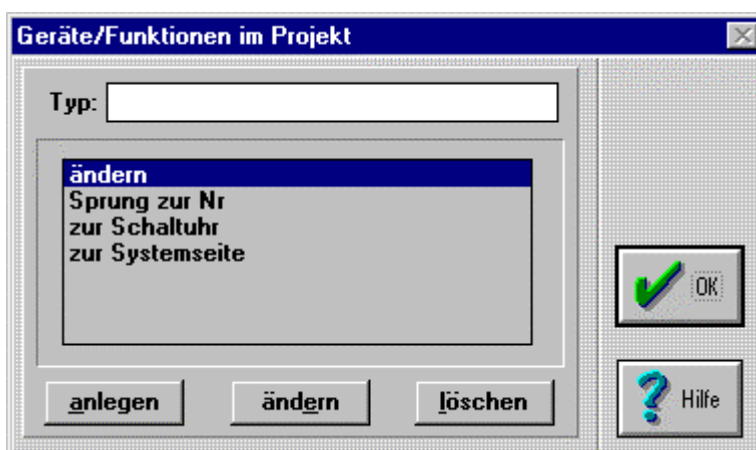 Geräte/Funktionen im Projekt
Typ:
ändern
Sprung zur Nr
zur Schaltuhr
zur Systemseite
anlegen ändern löschen
OK
Hilfe